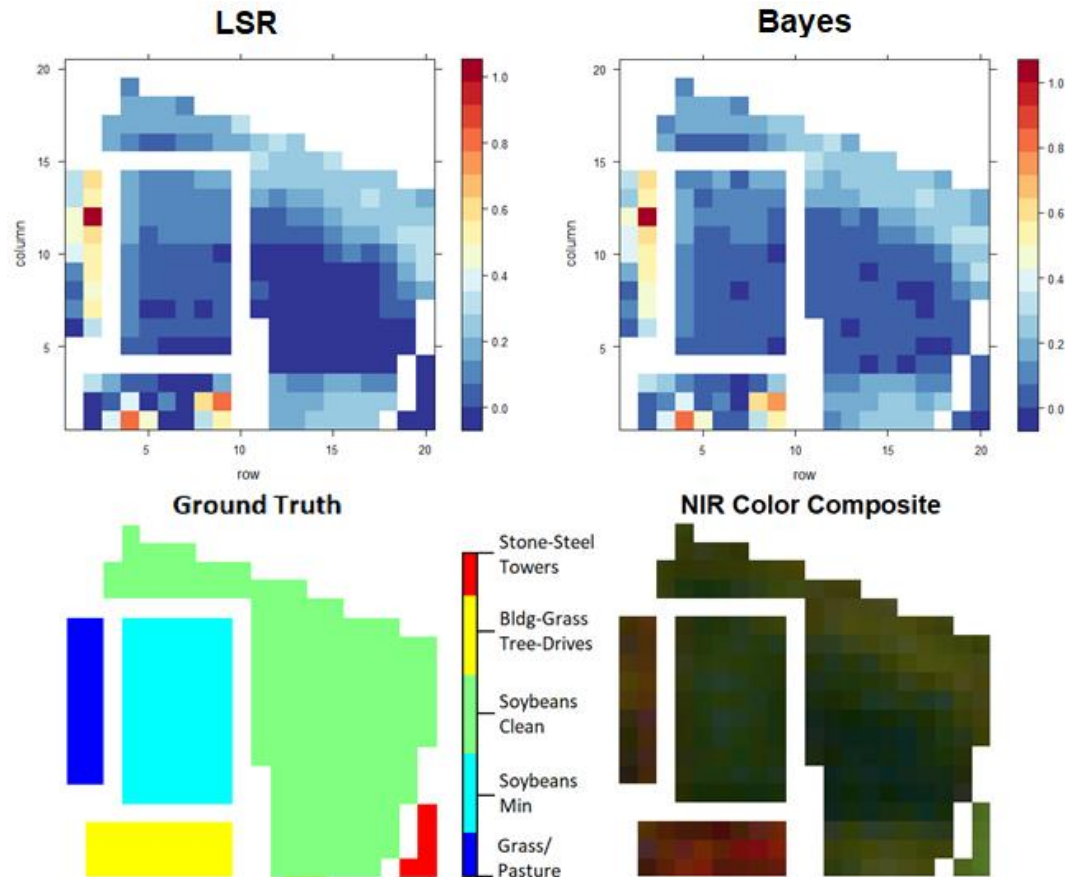 LSR
20
15
10
5
column
5
10
15
20
row
1.0
0.8
0.6
0.4
0.2
0.0
Bayes
20
15
10
5
column
5
10
15
20
row
1.0
0.8
0.6
0.4
0.2
0.0
Ground Truth
Stone-Steel
Towers
Bldg-Grass
Tree-Drives
Soybeans
Clean
Soybeans
Min
Grass/
Pasture
NIR Color Composite